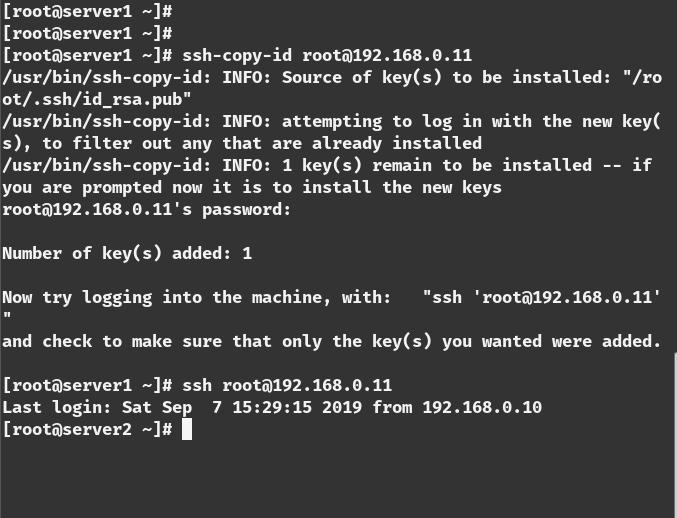 [root@server1 ~]#
[root@server1 ~]#
[root@server1 ~]# ssh-copy-id root@192.168.0.11
/usr/bin/ssh-copy-id: INFO: Source of key(s) to be installed: "/ro
ot/.ssh/id_rsa.pub"
/usr/bin/ssh-copy-id: INFO: attempting to log in with the new key(
s), to filter out any that are already installed
/usr/bin/ssh-copy-id: INFO: 1 key(s) remain to be installed -- if
you are prompted now it is to install the new keys
root@192.168.0.11's password:

Number of key(s) added: 1

Now try logging into the machine, with:   "ssh 'root@192.168.0.11'
"
and check to make sure that only the key(s) you wanted were added.

[root@server1 ~]# ssh root@192.168.0.11
Last login: Sat Sep  7 15:29:15 2019 from 192.168.0.10
[root@server2 ~]#